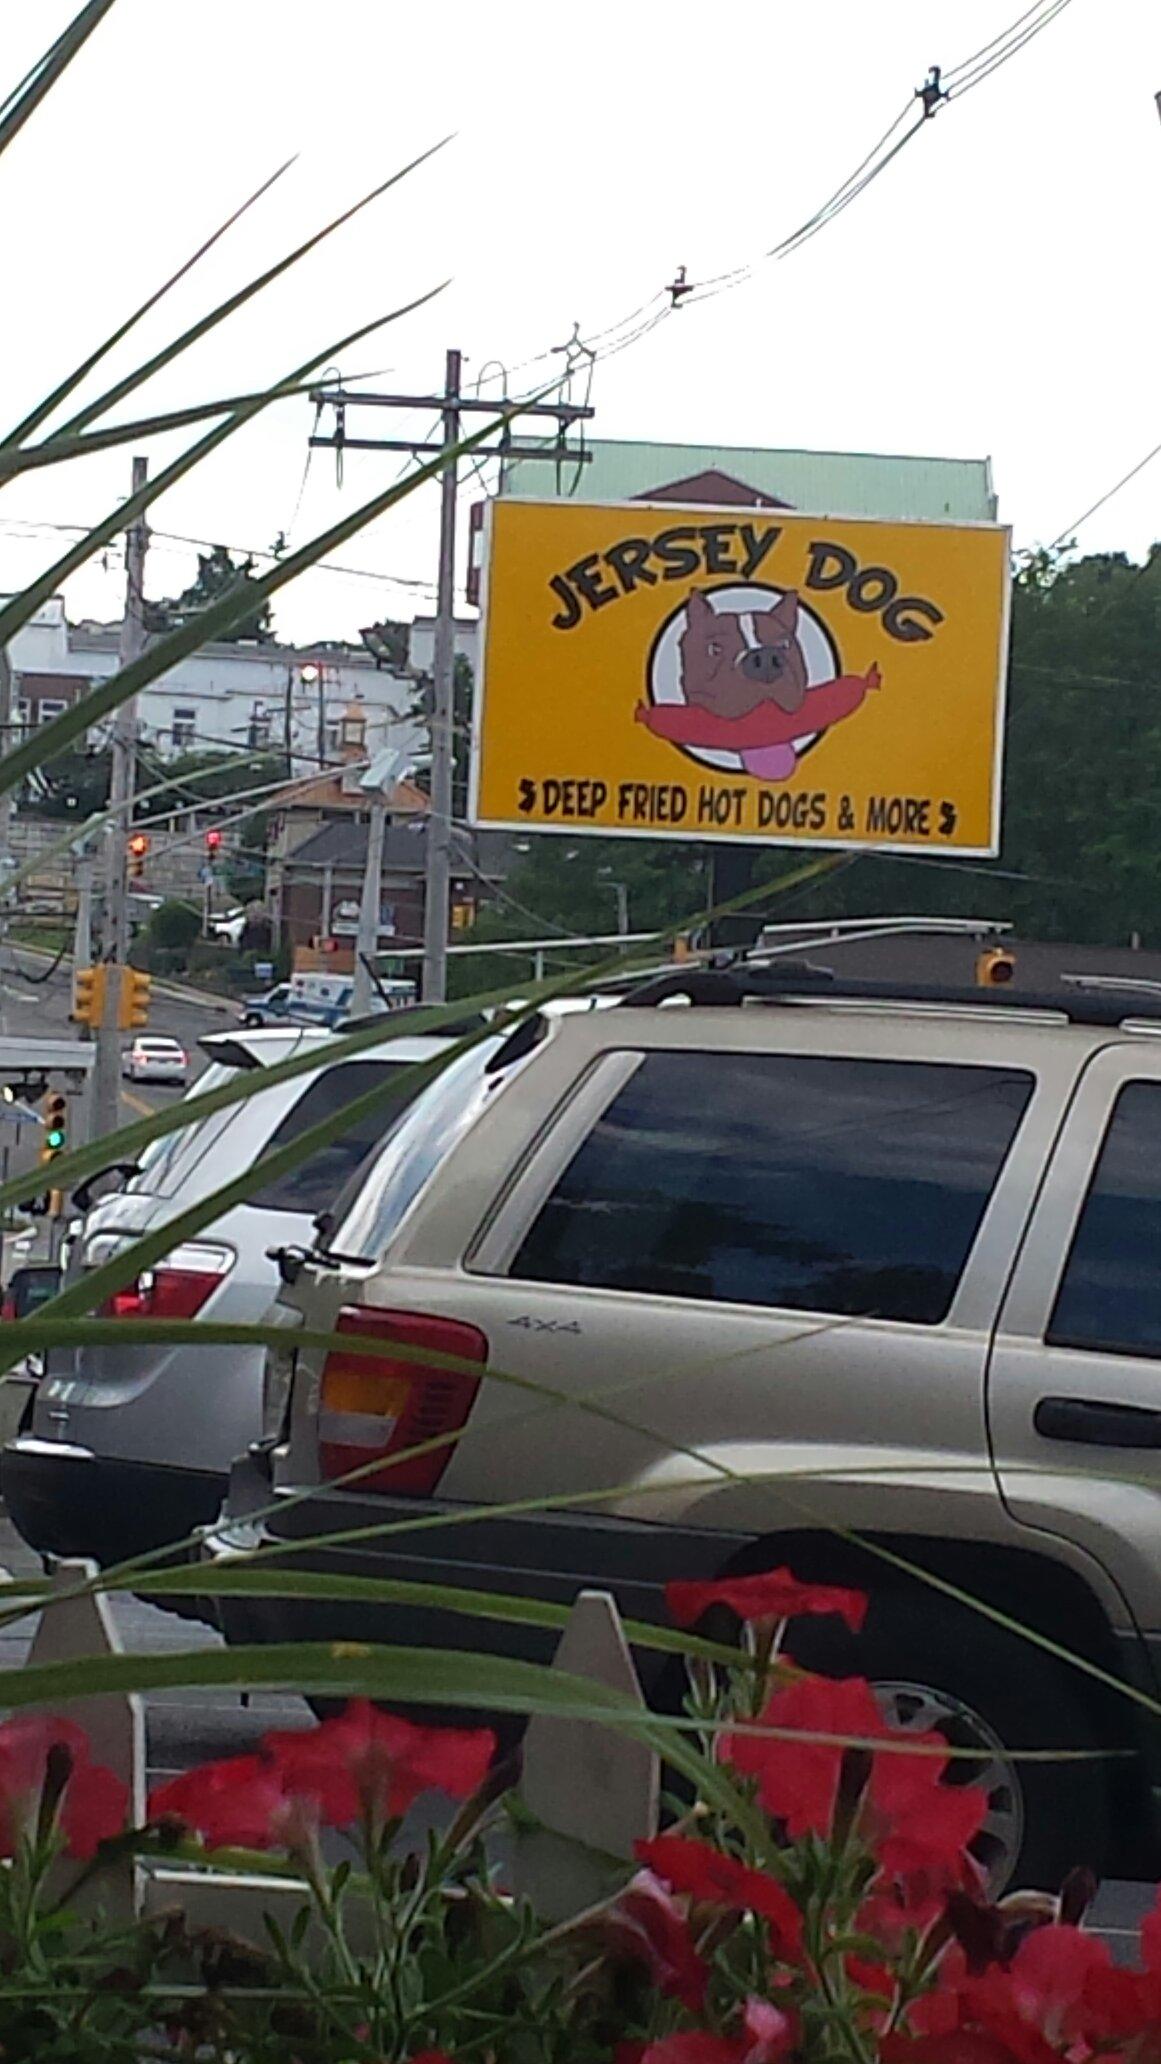 JERSEY DOG
DEEP FRIED HOT DOGS & MORE
4x4